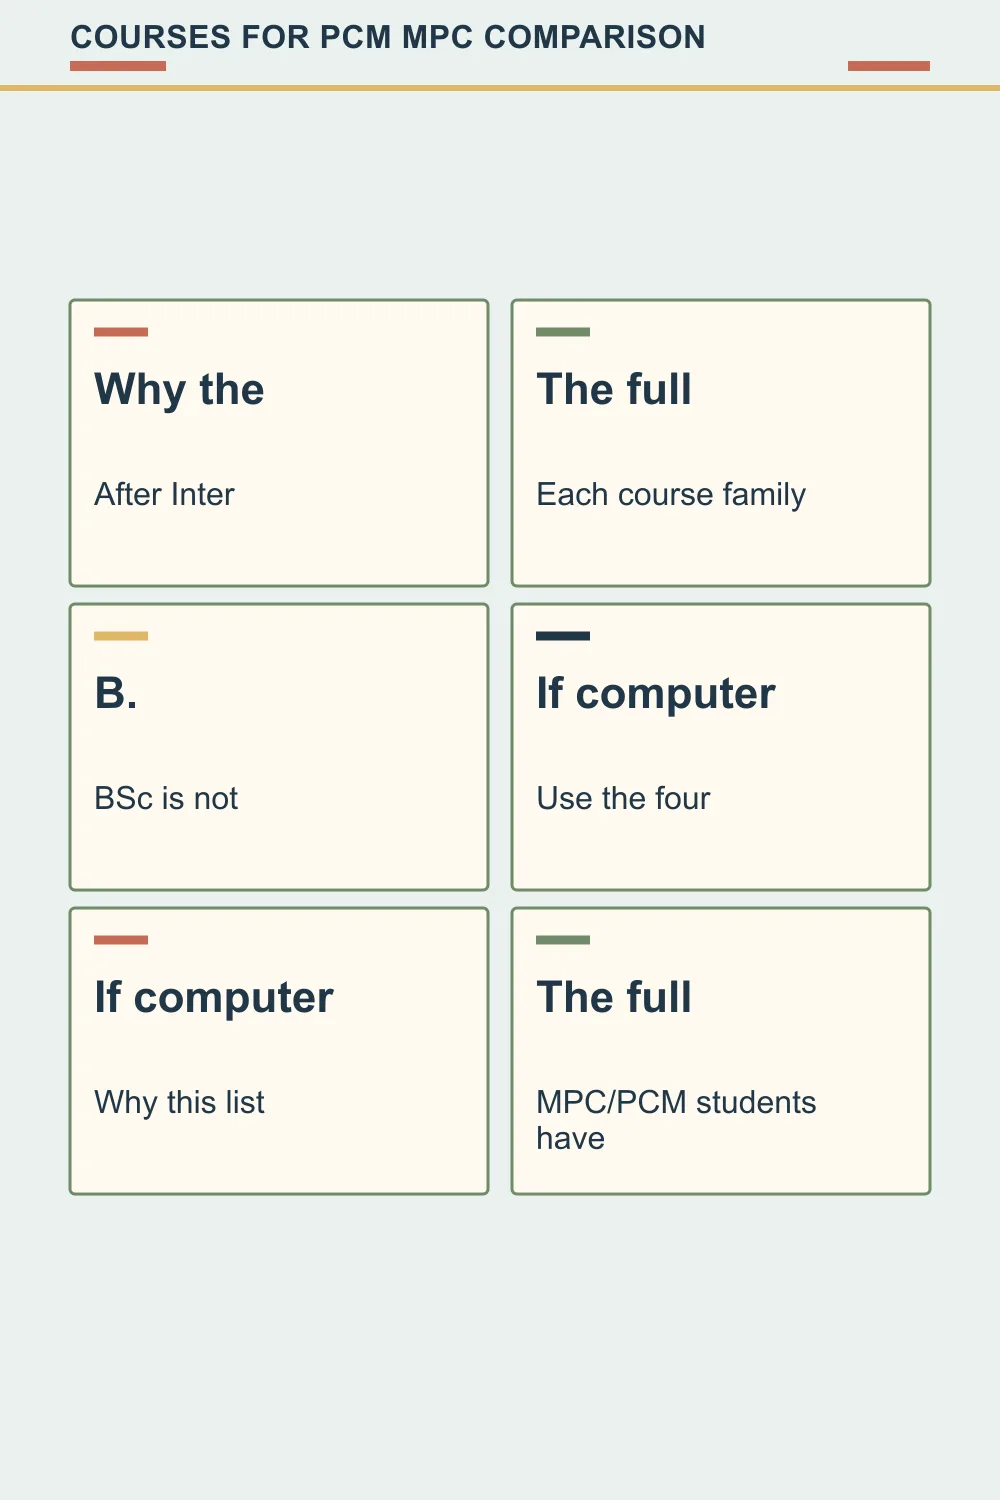 COURSES FOR PCM MPC COMPARISON
Why the
After Inter
The full
Each course family
B.
BSc is not
If computer
Use the four
If computer
Why this list
The full
MPC/PCM students
have